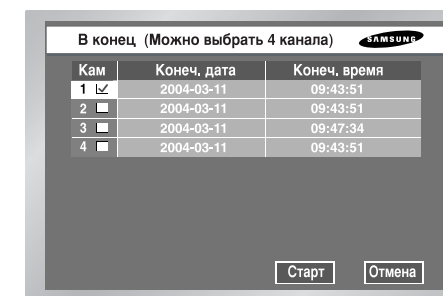 В конец (Можно выбрать 4 канала) SAMSUNG
Кам Конеч. дата Конеч. время
1 2004-03-11 09:43:51
2 2004-03-11 09:43:51
3 2004-03-11 09:47:34
4 2004-03-11 09:43:51
Старт Отмена